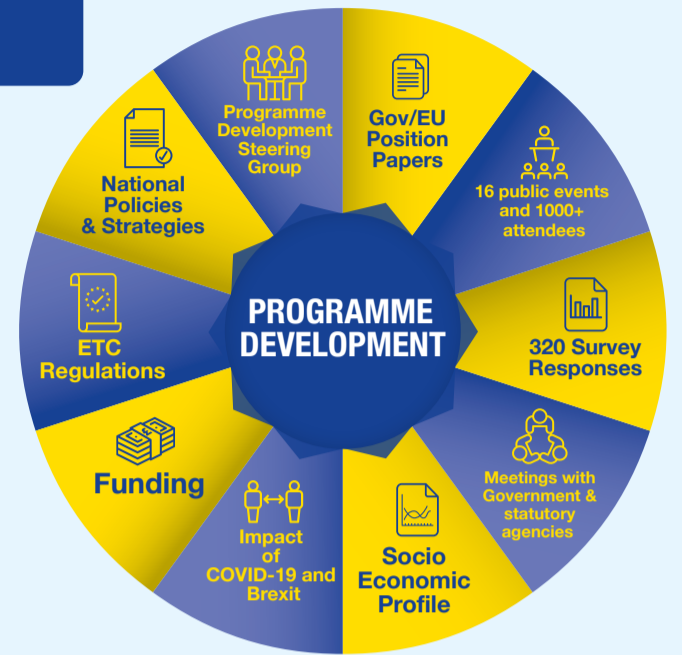 PROGRAMME
DEVELOPMENT
Gov/EU
Position
Papers
16 public events
and 1000+
attendees
320 Survey
Responses
Meetings with
Government &
statutory
agencies
Socio
Economic
Profile
Impact
of
COVID-19 and
Brexit
Funding
ETC
Regulations
National
Policies
& Strategies
Programme
Development
Steering
Group